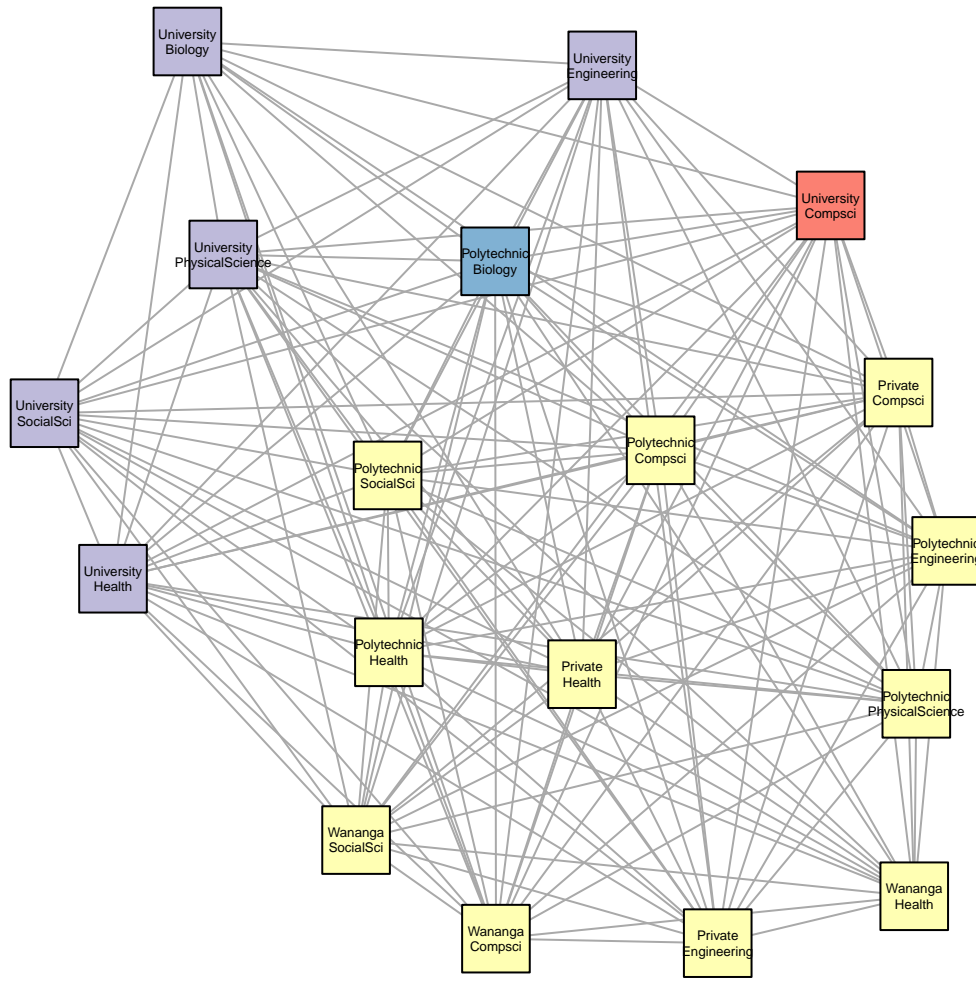 University
Biology
University
Engineering
University
Compsci
University
PhysicalScience
Polytechnic
Biology
Private
Compsci
University
SocialSci
Polytechnic
Compsci
Polytechnic
SocialSci
Polytechnic
Engineering
University
Health
Polytechnic
Health
Private
Health
Polytechnic
PhysicalScience
Wananga
SocialSci
Wananga
Health
Wananga
Compsci
Private
Engineering